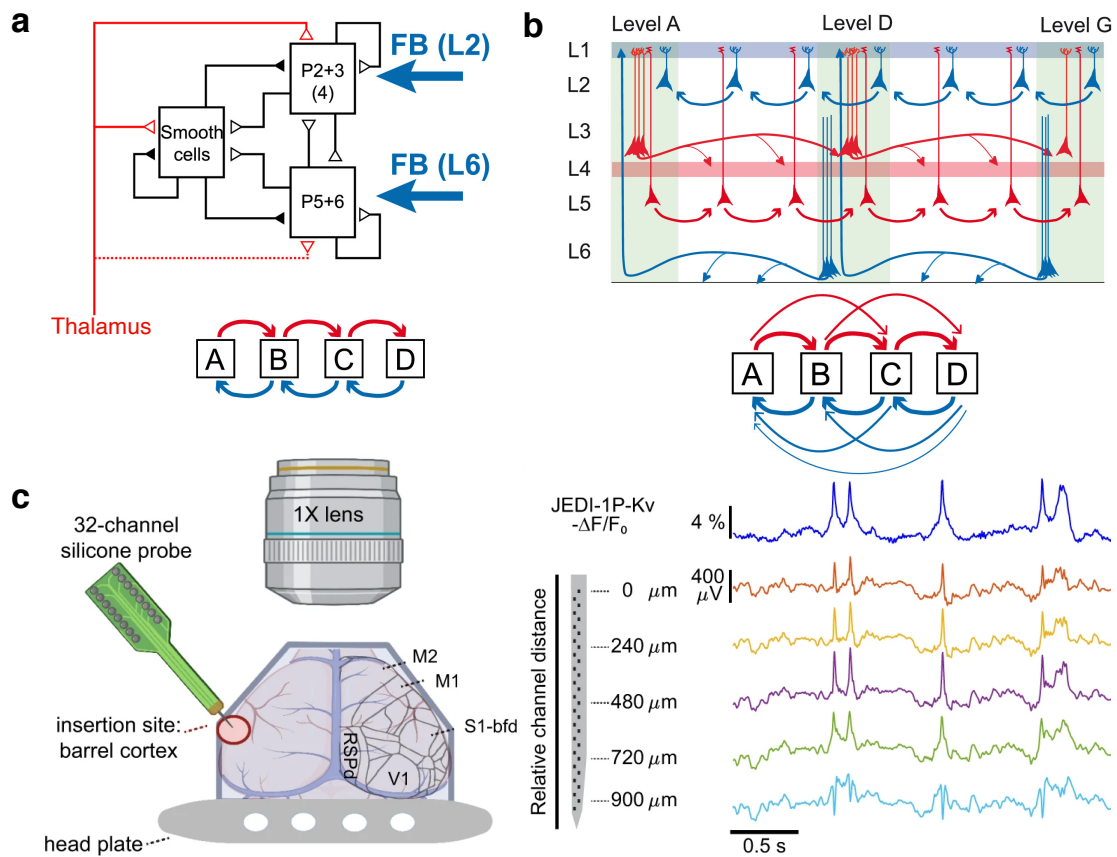 a
FB (L2)
P2+3
(4)
Smooth
cells
FB (L6)
P5+6
Thalamus
A B C D
b
Level A Level D Level G
L1
L2
L3
L4
L5
L6
A B C D
c
32-channel
silicone probe
1X lens
M2
M1
S1-bfd
RSPd
V1
insertion site:
barrel cortex
head plate
JEDI-1P-Kv
-ΔF/F₀
4 %
400
μV
Relative channel distance
0 μm
240 μm
480 μm
720 μm
900 μm
0.5 s